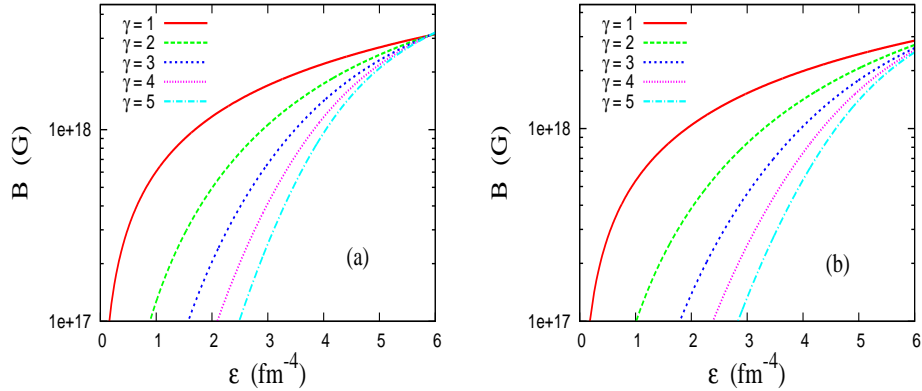 γ = 1
γ = 2
γ = 3
γ = 4
γ = 5
1e+18
1e+17
B (G)
(a)
0 1 2 3 4 5 6
ε (fm⁻⁴)
γ = 1
γ = 2
γ = 3
γ = 4
γ = 5
1e+18
1e+17
B (G)
(b)
0 1 2 3 4 5 6
ε (fm⁻⁴)